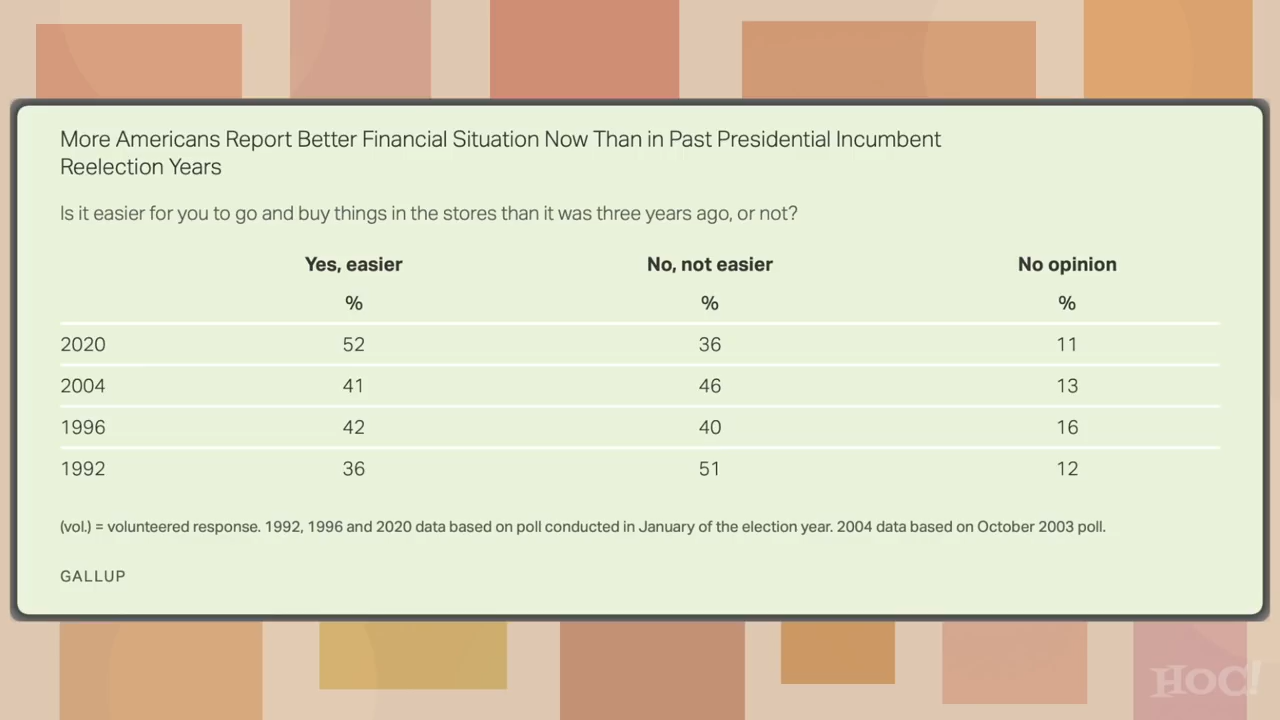 More Americans Report Better Financial Situation Now Than in Past Presidential Incumbent
Reelection Years
Is it easier for you to go and buy things in the stores than it was three years ago, or not?
Yes, easier No, not easier No opinion
% % %
2020 52 36 11
2004 41 46 13
1996 42 40 16
1992 36 51 12
(vol.) = volunteered response. 1992, 1996 and 2020 data based on poll conducted in January of the election year. 2004 data based on October 2003 poll.
GALLUP
HOC!